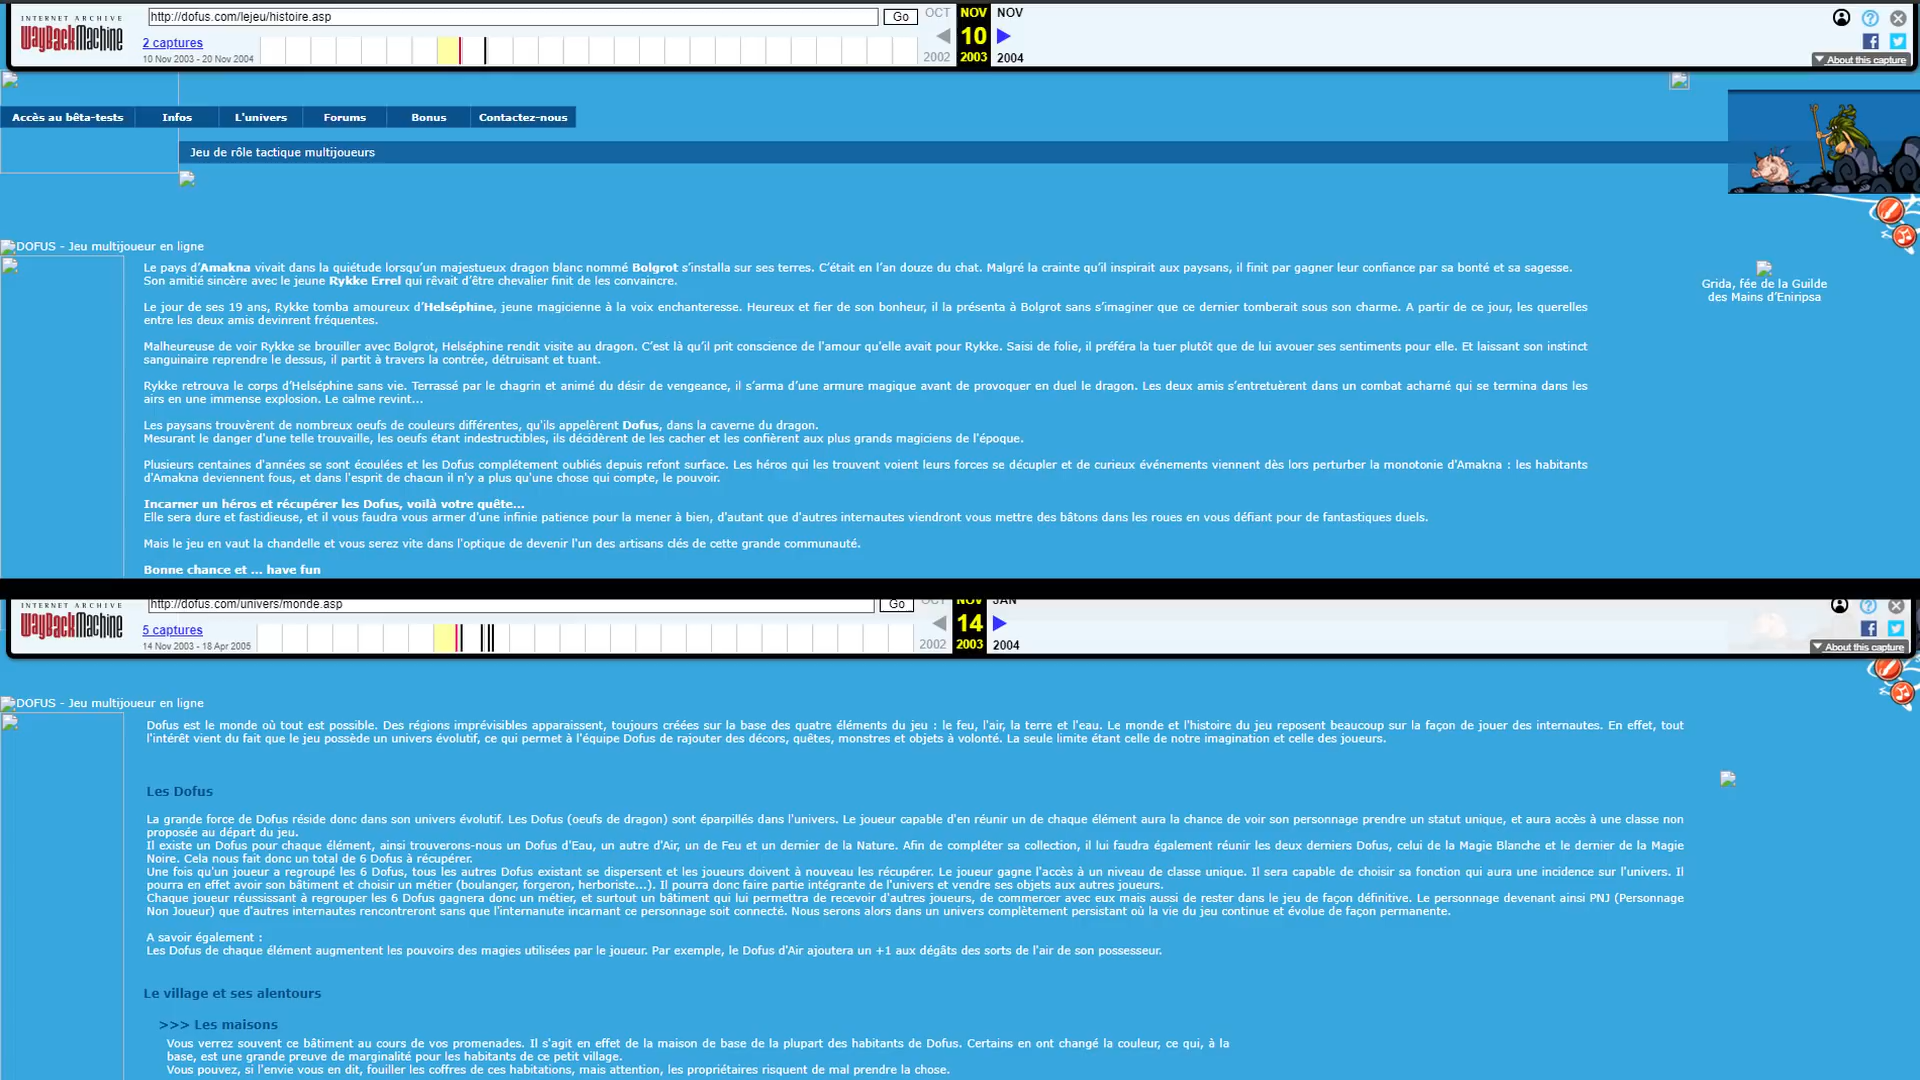 INTERNET ARCHIVE
WayBackMachine
http://dofus.com/lejeu/histoire.asp
Go
OCT
NOV
NOV
2 captures
10
10 Nov 2003 - 20 Nov 2004
2002
2003
2004
About this capture
Accès au bêta-tests
Infos
L'univers
Forums
Bonus
Contactez-nous
Jeu de rôle tactique multijoueurs
DOFUS - Jeu multijoueur en ligne
Le pays d’Amakna vivait dans la quiétude lorsqu’un majestueux dragon blanc nommé Bolgrot s’installa sur ses terres. C’était en l’an douze du chat. Malgré la crainte qu’il inspirait aux paysans, il finit par gagner leur confiance par sa bonté et sa sagesse.
Son amitié sincère avec le jeune Rykke Errel qui rêvait d’être chevalier finit de les convaincre.
Grida, fée de la Guilde
des Mains d’Eniripsa
Le jour de ses 19 ans, Rykke tomba amoureux d’Helséphine, jeune magicienne à la voix enchanteresse. Heureux et fier de son bonheur, il la présenta à Bolgrot sans s’imaginer que ce dernier tomberait sous son charme. A partir de ce jour, les querelles
entre les deux amis devinrent fréquentes.
Malheureuse de voir Rykke se brouiller avec Bolgrot, Helséphine rendit visite au dragon. C’est là qu’il prit conscience de l'amour qu'elle avait pour Rykke. Saisi de folie, il préféra la tuer plutôt que de lui avouer ses sentiments pour elle. Et laissant son instinct
sanguinaire reprendre le dessus, il partit à travers la contrée, détruisant et tuant.
Rykke retrouva le corps d’Helséphine sans vie. Terrassé par le chagrin et animé du désir de vengeance, il s’arma d’une armure magique avant de provoquer en duel le dragon. Les deux amis s’entretuèrent dans un combat acharné qui se termina dans les
airs en une immense explosion. Le calme revint...
Les paysans trouvèrent de nombreux oeufs de couleurs différentes, qu'ils appelèrent Dofus, dans la caverne du dragon.
Mesurant le danger d'une telle trouvaille, les oeufs étant indestructibles, ils décidèrent de les cacher et les confièrent aux plus grands magiciens de l'époque.
Plusieurs centaines d'années se sont écoulées et les Dofus complétement oubliés depuis refont surface. Les héros qui les trouvent voient leurs forces se décupler et de curieux événements viennent dès lors perturber la monotonie d'Amakna : les habitants
d'Amakna deviennent fous, et dans l'esprit de chacun il n'y a plus qu'une chose qui compte, le pouvoir.
Incarner un héros et récupérer les Dofus, voilà votre quête...
Elle sera dure et fastidieuse, et il vous faudra vous armer d'une infinie patience pour la mener à bien, d'autant que d'autres internautes viendront vous mettre des bâtons dans les roues en vous défiant pour de fantastiques duels.
Mais le jeu en vaut la chandelle et vous serez vite dans l'optique de devenir l'un des artisans clés de cette grande communauté.
Bonne chance et ... have fun
INTERNET ARCHIVE
WayBackMachine
http://dofus.com/univers/monde.asp
Go
OCT
NOV
JAN
5 captures
14
14 Nov 2003 - 18 Apr 2005
2002
2003
2004
About this capture
DOFUS - Jeu multijoueur en ligne
Dofus est le monde où tout est possible. Des régions imprévisibles apparaissent, toujours créées sur la base des quatre éléments du jeu : le feu, l'air, la terre et l'eau. Le monde et l'histoire du jeu reposent beaucoup sur la façon de jouer des internautes. En effet, tout
l'intérêt vient du fait que le jeu possède un univers évolutif, ce qui permet à l'équipe Dofus de rajouter des décors, quêtes, monstres et objets à volonté. La seule limite étant celle de notre imagination et celle des joueurs.
Les Dofus
La grande force de Dofus réside donc dans son univers évolutif. Les Dofus (oeufs de dragon) sont éparpillés dans l'univers. Le joueur capable d'en réunir un de chaque élément aura la chance de voir son personnage prendre un statut unique, et aura accès à une classe non
proposée au départ du jeu.
Il existe un Dofus pour chaque élément, ainsi trouverons-nous un Dofus d'Eau, un autre d'Air, un de Feu et un dernier de la Nature. Afin de compléter sa collection, il lui faudra également réunir les deux derniers Dofus, celui de la Magie Blanche et le dernier de la Magie
Noire. Cela nous fait donc un total de 6 Dofus à récupérer.
Une fois qu'un joueur a regroupé les 6 Dofus, tous les autres Dofus existant se dispersent et les joueurs doivent à nouveau les récupérer. Le joueur gagne l'accès à un niveau de classe unique. Il sera capable de choisir sa fonction qui aura une incidence sur l'univers. Il
pourra en effet avoir son bâtiment et choisir un métier (boulanger, forgeron, herboriste...). Il pourra donc faire partie intégrante de l'univers et vendre ses objets aux autres joueurs.
Chaque joueur réussissant à regrouper les 6 Dofus gagnera donc un métier, et surtout un bâtiment qui lui permettra de recevoir d'autres joueurs, de commercer avec eux mais aussi de rester dans le jeu de façon définitive. Le personnage devenant ainsi PNJ (Personnage
Non Joueur) que d'autres internautes rencontreront sans que l'internanute incarnant ce personnage soit connecté. Nous serons alors dans un univers complètement persistant où la vie du jeu continue et évolue de façon permanente.
A savoir également :
Les Dofus de chaque élément augmentent les pouvoirs des magies utilisées par le joueur. Par exemple, le Dofus d'Air ajoutera un +1 aux dégâts des sorts de l'air de son possesseur.
Le village et ses alentours
>>> Les maisons
Vous verrez souvent ce bâtiment au cours de vos promenades. Il s'agit en effet de la maison de base de la plupart des habitants de Dofus. Certains en ont changé la couleur, ce qui, à la
base, est une grande preuve de marginalité pour les habitants de ce petit village.
Vous pouvez, si l'envie vous en dit, fouiller les coffres de ces habitations, mais attention, les propriétaires risquent de mal prendre la chose.